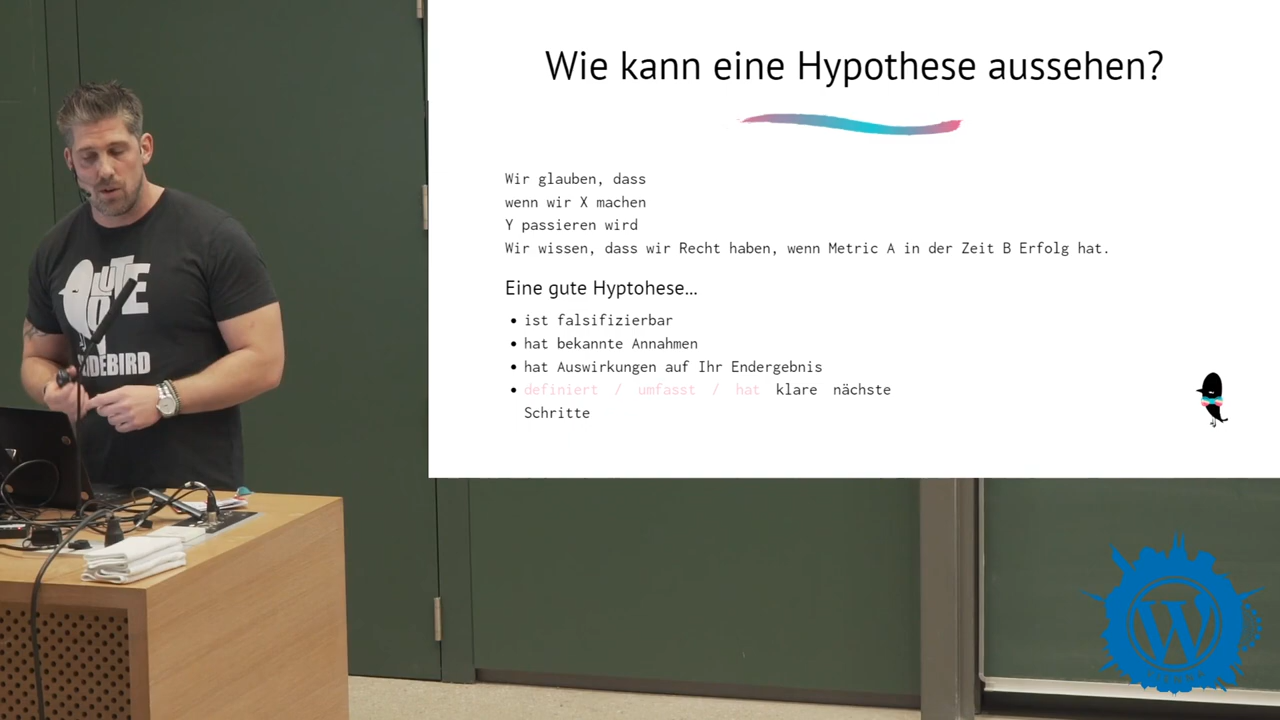 Wie kann eine Hypothese aussehen?
Wir glauben, dass
wenn wir X machen
Y passieren wird
Wir wissen, dass wir Recht haben, wenn Metric A in der Zeit B Erfolg hat.
Eine gute Hyptohese...
• ist falsifizierbar
• hat bekannte Annahmen
• hat Auswirkungen auf Ihr Endergebnis
• definiert / umfasst / hat klare nächste
Schritte
W